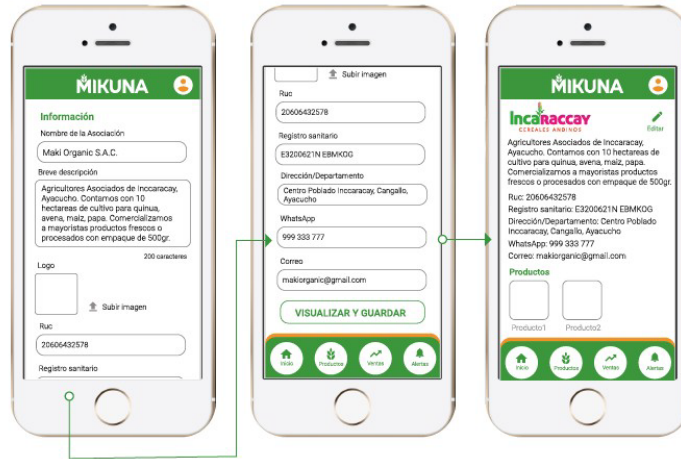 MIKUNA
Información
Nombre de la Asociación
Maki Organic S.A.C.
Breve descripción
Agricultores Asociados de Inccaracay,
Ayacucho. Contamos con 10
hectareas de cultivo para quinua,
avena, maiz, papa. Comercializamos
a mayoristas productos frescos o
procesados con empaque de 500gr.
200 caracteres
Logo
Subir imagen
Ruc
20606432578
Registro sanitario
Subir imagen
Ruc
20606432578
Registro sanitario
E3200621N EBMKOG
Dirección/Departamento
Centro Poblado Inccaracay, Cangallo,
Ayacucho
WhatsApp
999 333 777
Correo
makiorganic@gmail.com
VISUALIZAR Y GUARDAR
Inicio
Productos
Ventas
Alertas
MIKUNA
Incaraccay
CEREALES ANDINOS
Editar
Agricultores Asociados de Inccaracay,
Ayacucho. Contamos con 10 hectareas de
cultivo para quinua, avena, maiz, papa.
Comercializamos a mayoristas productos
frescos o procesados con empaque de 500gr.
Ruc: 20606432578
Registro sanitario: E3200621N EBMKOG
Dirección/Departamento: Centro Poblado
Inccaracay, Cangallo, Ayacucho
WhatsApp: 999 333 777
Correo: makiorganic@gmail.com
Productos
Producto1
Producto2
Inicio
Productos
Ventas
Alertas